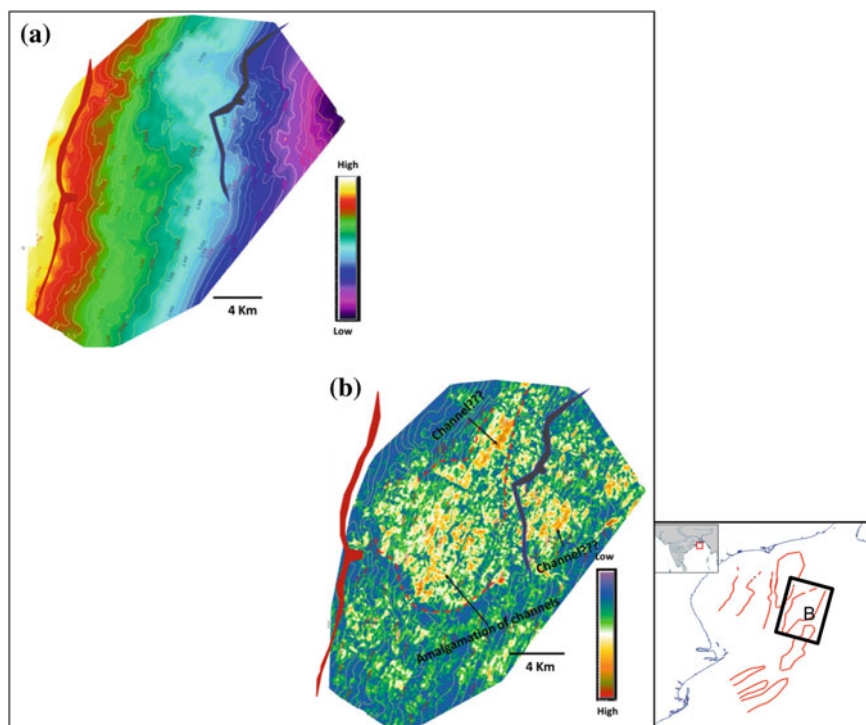 (a)
High
Low
4 Km
(b)
Channel???
Channel???
Amalgamation of channels
Low
High
4 Km
B